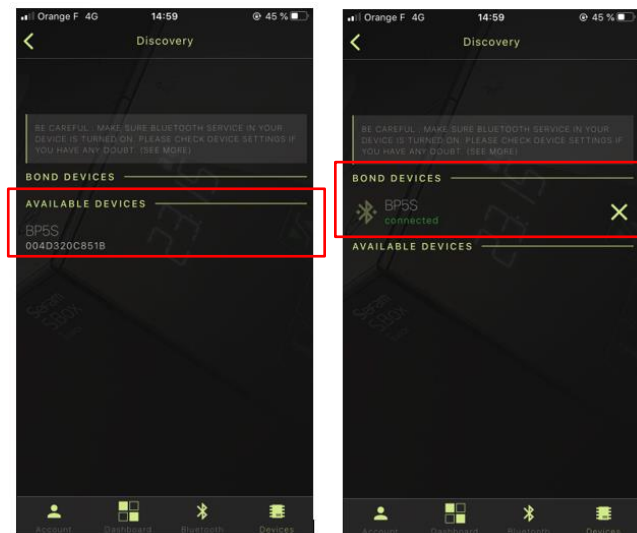 Orange F 4G 14:59 45 %
Discovery
BE CAREFUL : MAKE SURE BLUETOOTH SERVICE IN YOUR
DEVICE IS TURNED ON. PLEASE CHECK DEVICE SETTINGS IF
YOU HAVE ANY DOUBT. (SEE MORE)
BOND DEVICES
AVAILABLE DEVICES
BP5S
004D320C851B
Account Dashboard Bluetooth Devices
Orange F 4G 14:59 45 %
Discovery
BE CAREFUL : MAKE SURE BLUETOOTH SERVICE IN YOUR
DEVICE IS TURNED ON. PLEASE CHECK DEVICE SETTINGS IF
YOU HAVE ANY DOUBT. (SEE MORE)
BOND DEVICES
BP5S
connected
AVAILABLE DEVICES
Account Dashboard Bluetooth Devices